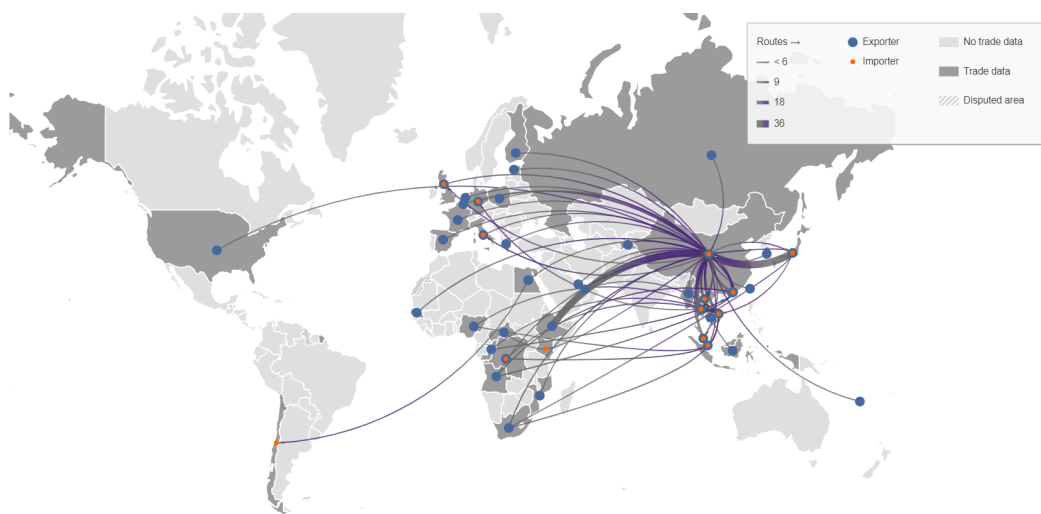 Routes →
< 6
9
18
36
Exporter
Importer
No trade data
Trade data
Disputed area